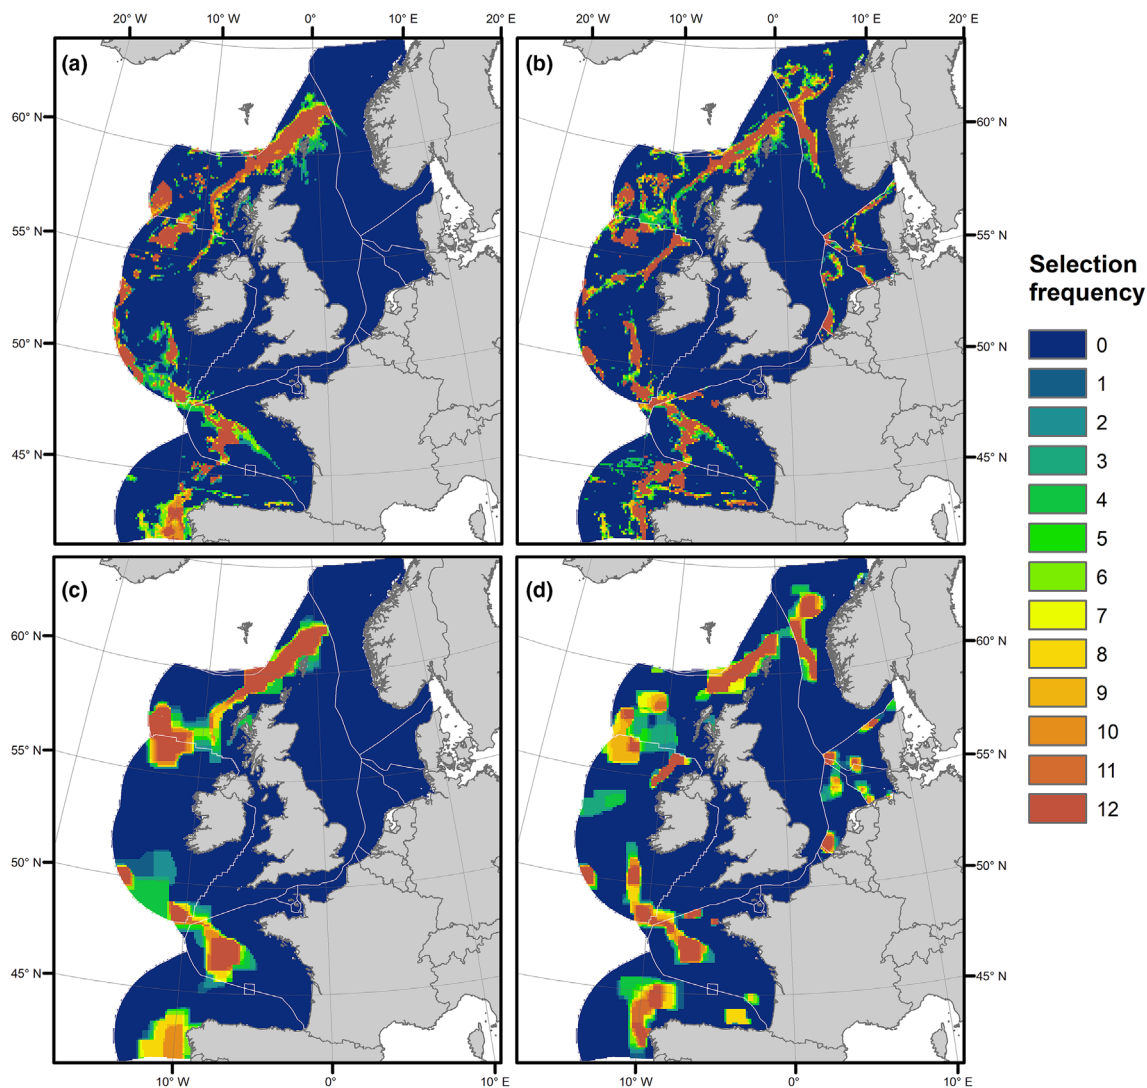 20° W 10° W 0° 10° E 20° E 20° W 10° W 0° 10° E 20° E
(a) (b)
60° N 60° N
55° N 55° N
50° N 50° N
45° N 45° N
(c) (d)
60° N 60° N
55° N 55° N
50° N 50° N
45° N 45° N
10° W 0° 10° E 10° W 0° 10° E
Selection
frequency
0
1
2
3
4
5
6
7
8
9
10
11
12